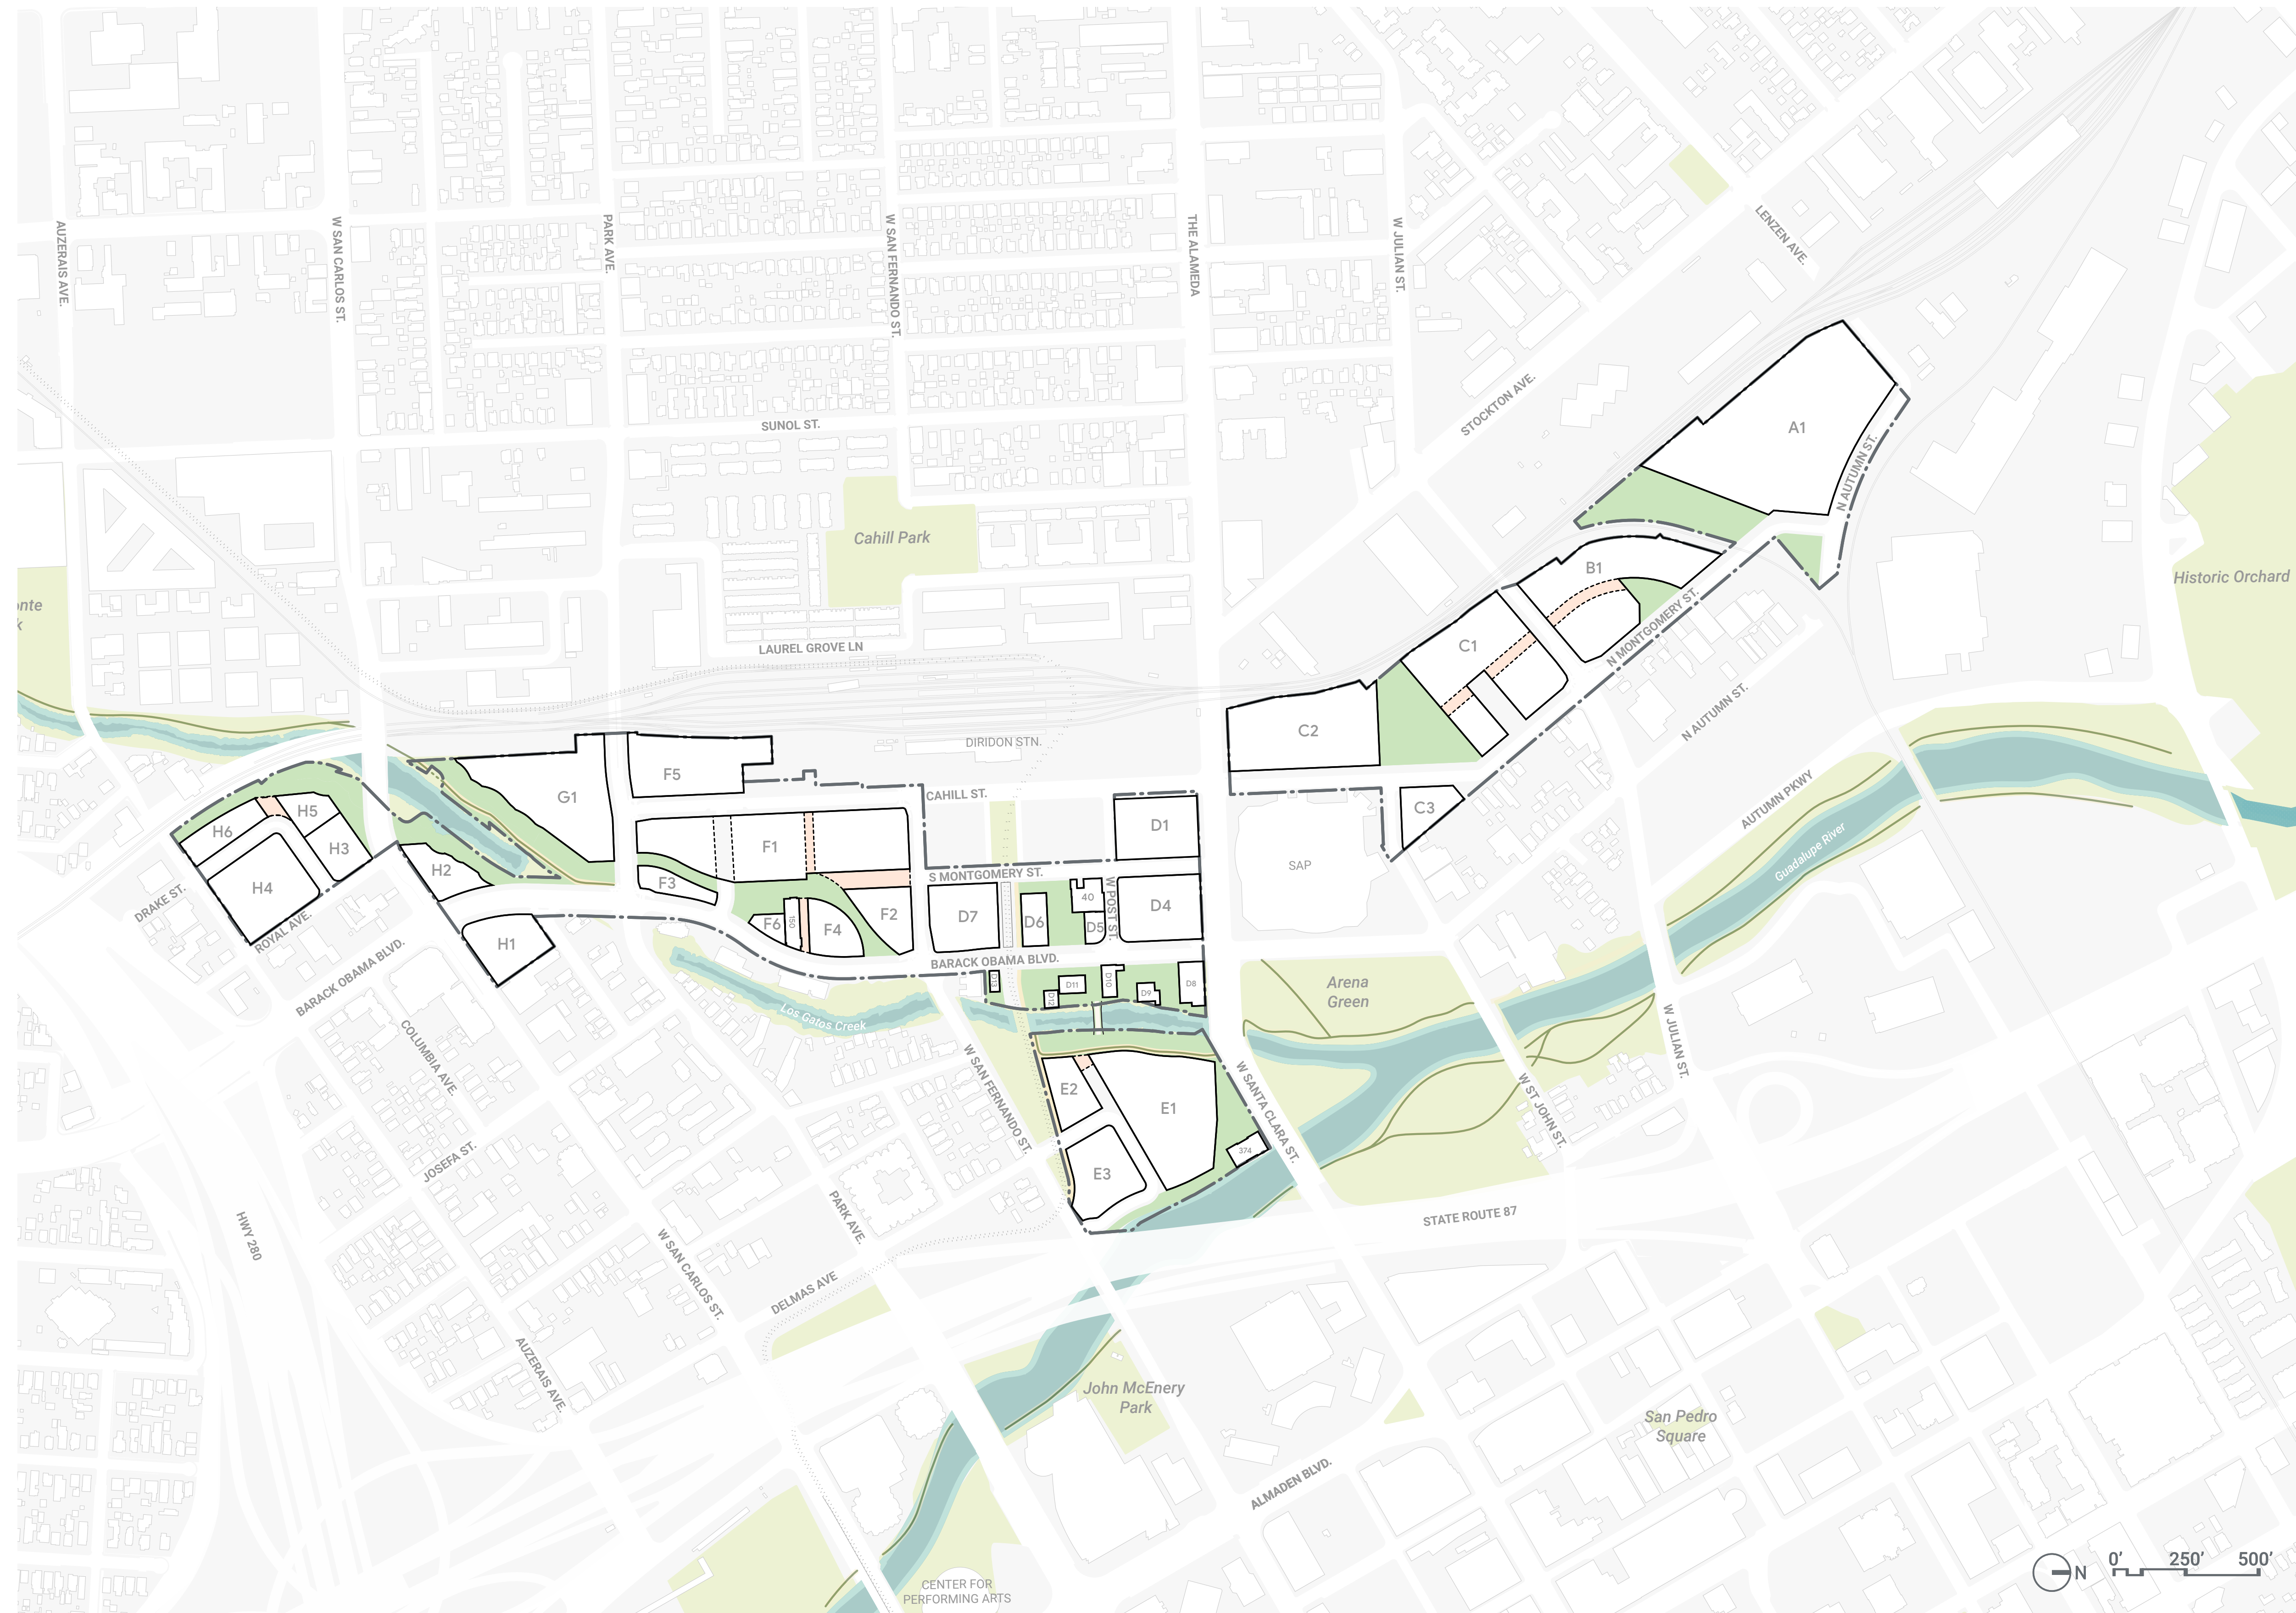 AUZERAIS AVE.
W SAN CARLOS ST.
PARK AVE.
W SAN FERNANDO ST.
THE ALAMEDA
W JULIAN ST.
LENZEN AVE.
STOCKTON AVE.
SUNOL ST.
A1
N AUTUMN ST.
Cahill Park
B1
Historic Orchard
onte
k
LAUREL GROVE LN
C1
N MONTGOMERY ST.
N AUTUMN ST.
C2
DIRIDON STN.
F5
G1
CAHILL ST.
C3
AUTUMN PKWY
H5
H6
H3
H4
H2
F1
D1
SAP
Guadalupe River
S MONTGOMERY ST.
F3
DRAKE ST.
ROYAL AVE.
H1
F6
150
F4
F2
D7
D6
40
D5
W POST ST.
D4
BARACK OBAMA BLVD.
BARACK OBAMA BLVD.
D13
D12
D11
D10
D9
D8
Arena
Green
Los Gatos Creek
COLUMBIA AVE.
W SAN FERNANDO ST.
E2
E1
E3
374
W SANTA CLARA ST.
W ST JOHN ST.
W JULIAN ST.
JOSEFA ST.
HWY 280
PARK AVE.
W SAN CARLOS ST.
STATE ROUTE 87
DELMAS AVE
AUZERAIS AVE.
John McEnery
Park
San Pedro
Square
ALMADEN BLVD.
CENTER FOR
PERFORMING ARTS
N
0’ 250’ 500’